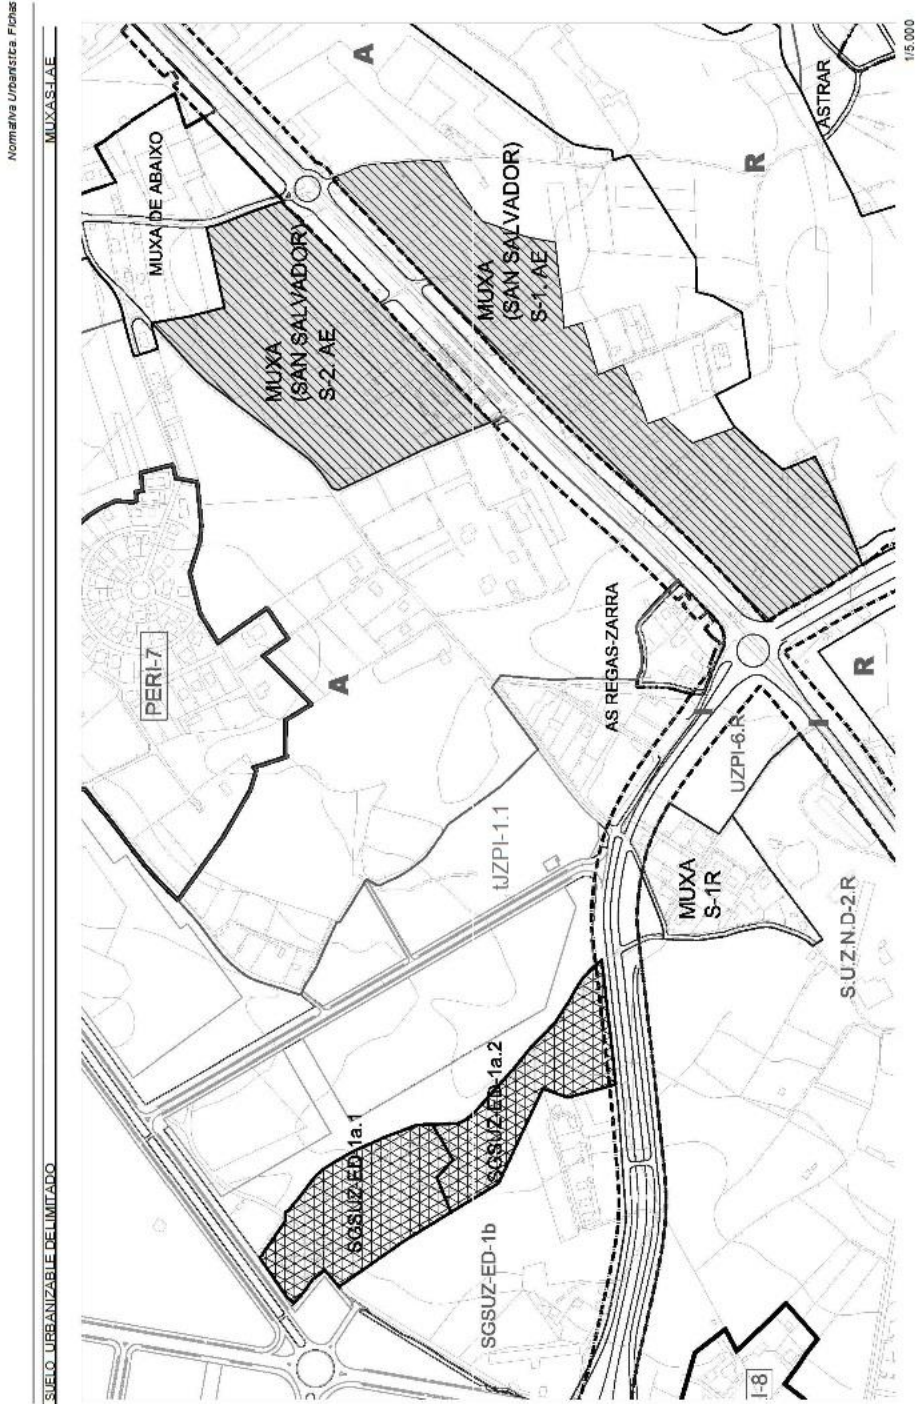 Normativa Urbanística. Fichas
SUELO URBANIZABLE DELIMITADO
MUXA S-1.AE
MUXA DE ABAIXO
A
MUXA
(SAN SALVADOR)
S-2. AE
MUXA
(SAN SALVADOR)
S-1. AE
R
ASTRAR
PERI-7
A
AS REGAS-ZARRA
R
I
I
UZPI-6.R
UZPI-1.1
MUXA
S-1R
S.U.Z.N.D-2.R
SGSUZ-ED-1a.1
SGSUZ-ED-1a.2
SGSUZ-ED-1b
I-8
1/5.000